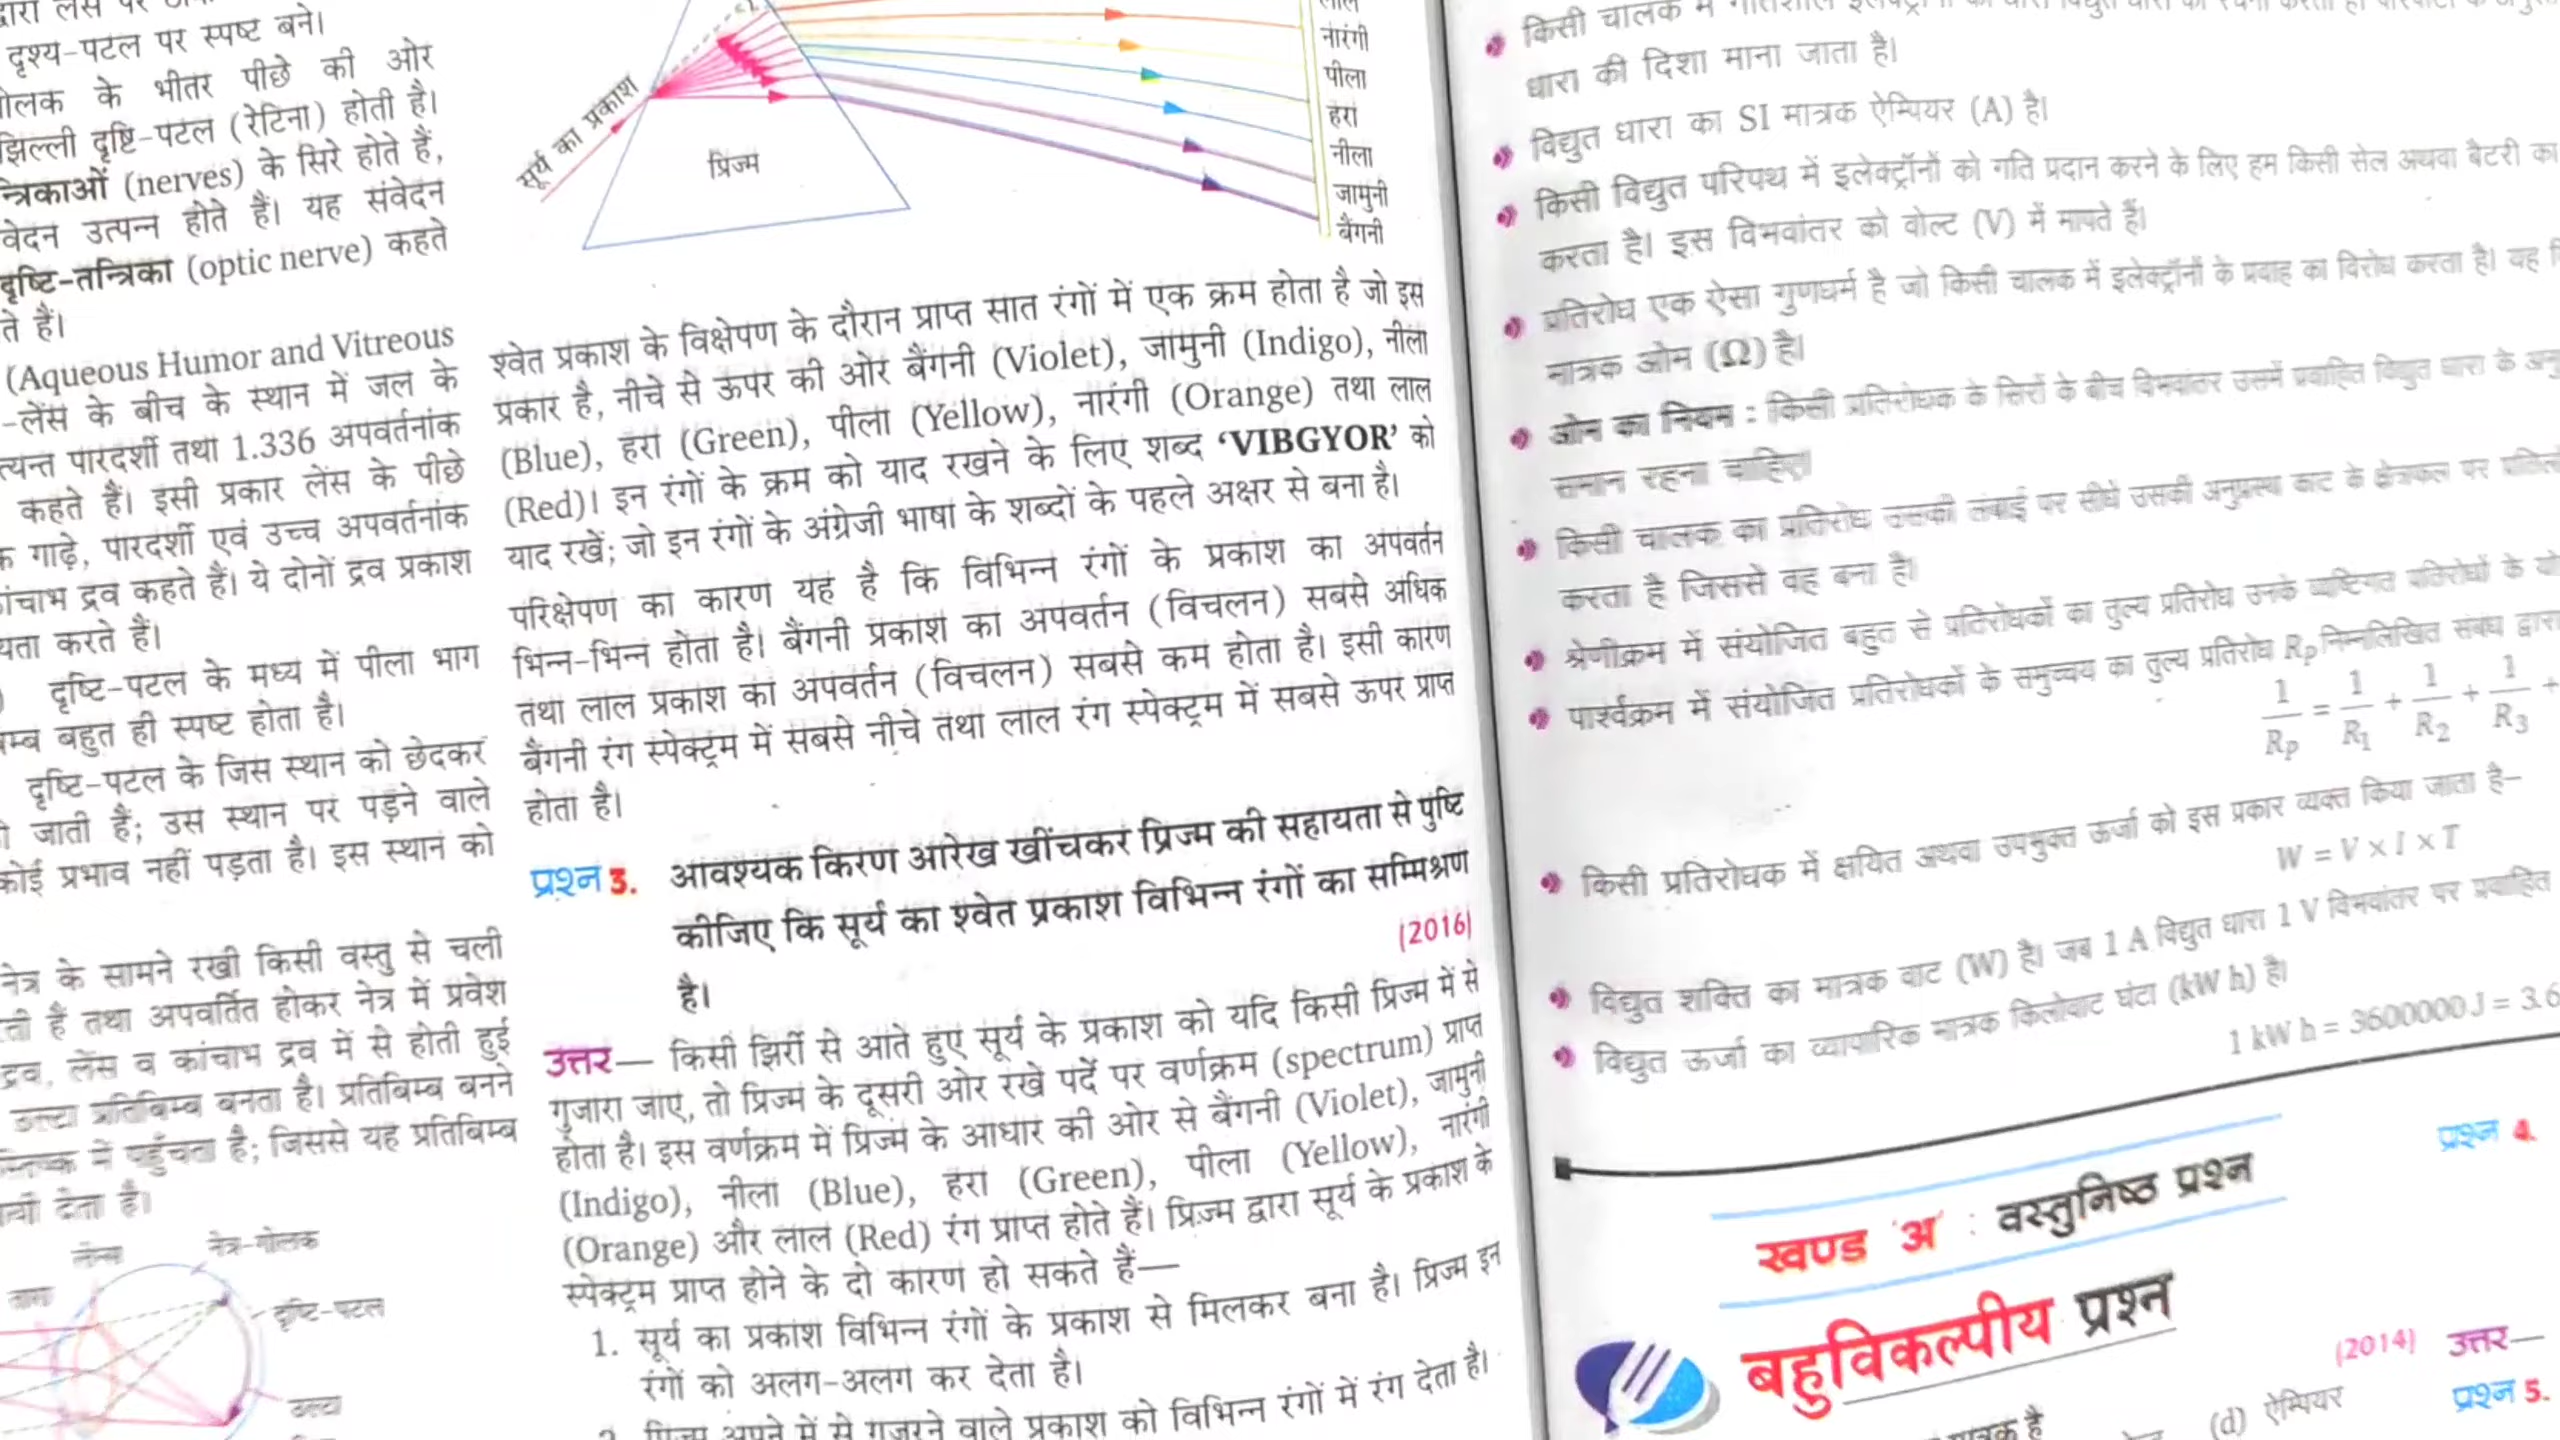 दृश्य-पटल पर स्पष्ट बने।
के भीतर पीछे की ओर
झिल्ली दृष्टि-पटल (रेटिना) होती है।
(nerves) के सिरे होते हैं,
उत्पन्न होते हैं। यह संवेदन
दृष्टि-तन्त्रिका (optic nerve) कहते
हैं।
(Aqueous Humor and Vitreous
-लेंस के बीच के स्थान में जल के
पारदर्शी तथा 1.336 अपवर्तनांक
कहते हैं। इसी प्रकार लेंस के पीछे
गाढ़े, पारदर्शी एवं उच्च अपवर्तनांक
द्रव कहते हैं। ये दोनों द्रव प्रकाश
करते हैं।
दृष्टि-पटल के मध्य में पीला भाग
बहुत ही स्पष्ट होता है।
दृष्टि-पटल के जिस स्थान को छेदकर
जाती हैं; उस स्थान पर पड़ने वाले
कोई प्रभाव नहीं पड़ता है। इस स्थान को
नेत्र के सामने रखी किसी वस्तु से चली
हैं तथा अपवर्तित होकर नेत्र में प्रवेश
द्रव, लेंस व कांचाभ द्रव में से होती हुई
उल्टा प्रतिबिम्ब बनता है। प्रतिबिम्ब बनने
में पहुँचता है; जिससे यह प्रतिबिम्ब
देता है।
नेत्र-गोलक
दृष्टि-पटल
उल्टा
सूर्य का प्रकाश
प्रिज्म
लाल
नारंगी
पीला
हरा
नीला
जामुनी
बैंगनी
श्वेत प्रकाश के विक्षेपण के दौरान प्राप्त सात रंगों में एक क्रम होता है जो इस
प्रकार है, नीचे से ऊपर की ओर बैंगनी (Violet), जामुनी (Indigo), नीला
(Blue), हरा (Green), पीला (Yellow), नारंगी (Orange) तथा लाल
(Red)। इन रंगों के क्रम को याद रखने के लिए शब्द ‘VIBGYOR’ को
याद रखें; जो इन रंगों के अंग्रेजी भाषा के शब्दों के पहले अक्षर से बना है।
परिक्षेपण का कारण यह है कि विभिन्न रंगों के प्रकाश का अपवर्तन
भिन्न-भिन्न होता है। बैंगनी प्रकाश का अपवर्तन (विचलन) सबसे अधिक
तथा लाल प्रकाश का अपवर्तन (विचलन) सबसे कम होता है। इसी कारण
बैंगनी रंग स्पेक्ट्रम में सबसे नीचे तथा लाल रंग स्पेक्ट्रम में सबसे ऊपर प्राप्त
होता है।
प्रश्न 3. आवश्यक किरण आरेख खींचकर प्रिज्म की सहायता से पुष्टि
कीजिए कि सूर्य का श्वेत प्रकाश विभिन्न रंगों का सम्मिश्रण
है।
(2016)
उत्तर— किसी झिर्री से आते हुए सूर्य के प्रकाश को यदि किसी प्रिज्म में से
गुजारा जाए, तो प्रिज्म के दूसरी ओर रखे पर्दे पर वर्णक्रम (spectrum) प्राप्त
होता है। इस वर्णक्रम में प्रिज्म के आधार की ओर से बैंगनी (Violet), जामुनी
(Indigo), नीला (Blue), हरा (Green), पीला (Yellow), नारंगी
(Orange) और लाल (Red) रंग प्राप्त होते हैं। प्रिज्म द्वारा सूर्य के प्रकाश के
स्पेक्ट्रम प्राप्त होने के दो कारण हो सकते हैं—
1. सूर्य का प्रकाश विभिन्न रंगों के प्रकाश से मिलकर बना है। प्रिज्म इन
रंगों को अलग-अलग कर देता है।
2. प्रिज्म अपने में से गुजरने वाले प्रकाश को विभिन्न रंगों में रंग देता है।
किसी चालक में
धारा की दिशा माना जाता है।
विद्युत धारा का SI मात्रक ऐम्पियर (A) है।
किसी विद्युत परिपथ में इलेक्ट्रॉनों को गति प्रदान करने के लिए हम किसी सेल अथवा बैटरी का
करता है। इस विभवांतर को वोल्ट (V) में मापते हैं।
प्रतिरोध एक ऐसा गुणधर्म है जो किसी चालक में इलेक्ट्रॉनों के प्रवाह का विरोध करता है। यह
मात्रक ओम (Ω) है।
ओम का नियम : किसी प्रतिरोधक के सिरों के बीच विभवांतर उसमें प्रवाहित विद्युत धारा के
समान रहना चाहिए।
किसी चालक का प्रतिरोध उसकी लंबाई पर सीधे उसकी अनुप्रस्थ काट के क्षेत्रफल पर
करता है जिससे वह बना है।
श्रेणीक्रम में संयोजित बहुत से प्रतिरोधकों का तुल्य प्रतिरोध उनके व्यष्टिगत प्रतिरोधों के
पार्श्वक्रम में संयोजित प्रतिरोधकों के समुच्चय का तुल्य प्रतिरोध Rp निम्नलिखित संबंध द्वारा
1/Rp = 1/R1 + 1/R2 + 1/R3 +
किसी प्रतिरोधक में क्षयित अथवा उपभुक्त ऊर्जा को इस प्रकार व्यक्त किया जाता है–
W = V × I × T
विद्युत शक्ति का मात्रक वाट (W) है। जब 1 A विद्युत धारा 1 V विभवांतर पर प्रवाहित
विद्युत ऊर्जा का व्यापारिक मात्रक किलोवाट घंटा (kW h) है।
1 kW h = 3600000 J = 3.6
खण्ड 'अ' : वस्तुनिष्ठ प्रश्न
बहुविकल्पीय प्रश्न
(2014)
मात्रक है
(d) ऐम्पियर
प्रश्न 4.
उत्तर—
प्रश्न 5.